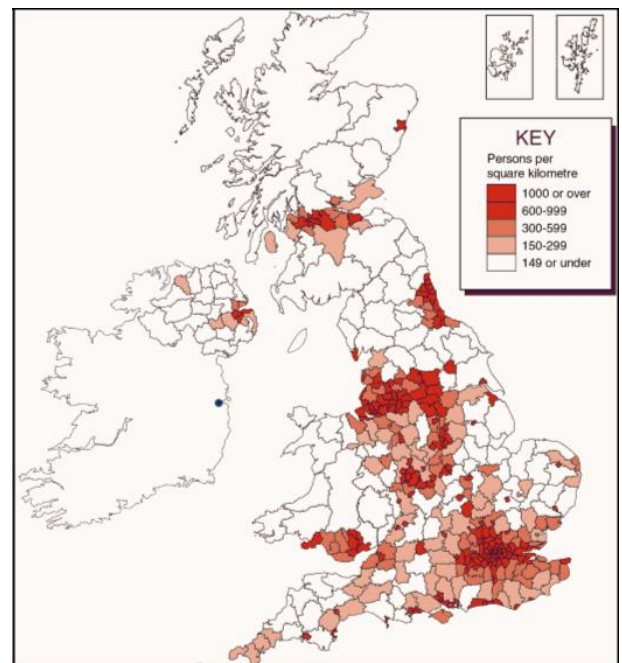 KEY
Persons per
square kilometre
1000 or over
600-999
300-599
150-299
149 or under